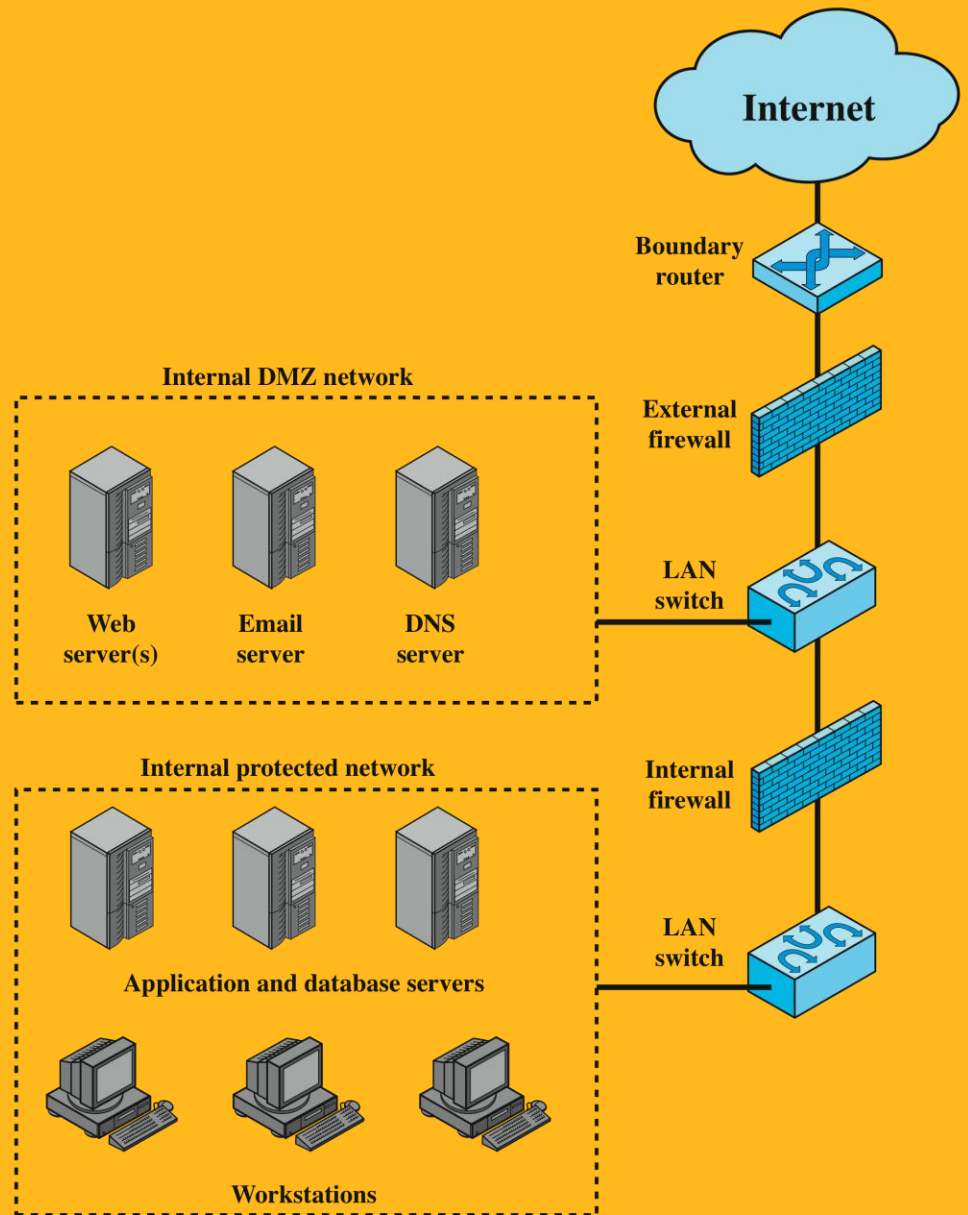 Internet
Boundary
router
Internal DMZ network
External
firewall
Web
server(s)
Email
server
DNS
server
LAN
switch
Internal protected network
Internal
firewall
Application and database servers
LAN
switch
Workstations